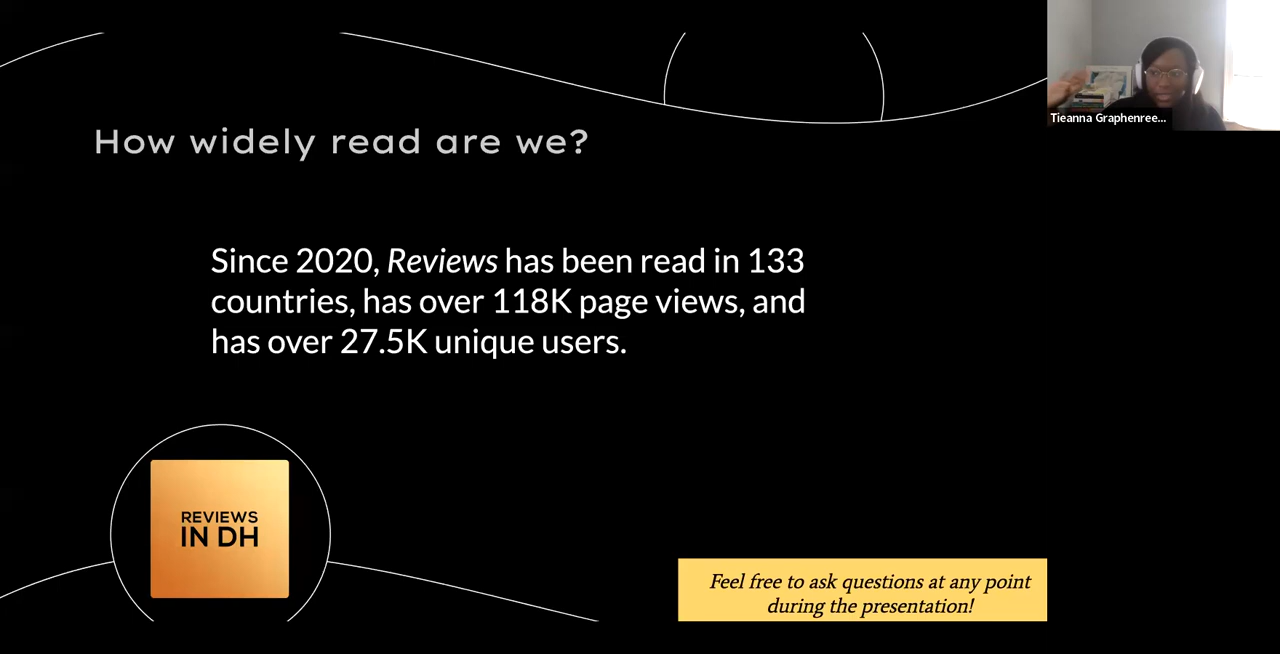 How widely read are we?
Since 2020, Reviews has been read in 133
countries, has over 118K page views, and
has over 27.5K unique users.
REVIEWS
IN DH
Feel free to ask questions at any point
during the presentation!
Tieanna Graphenree...